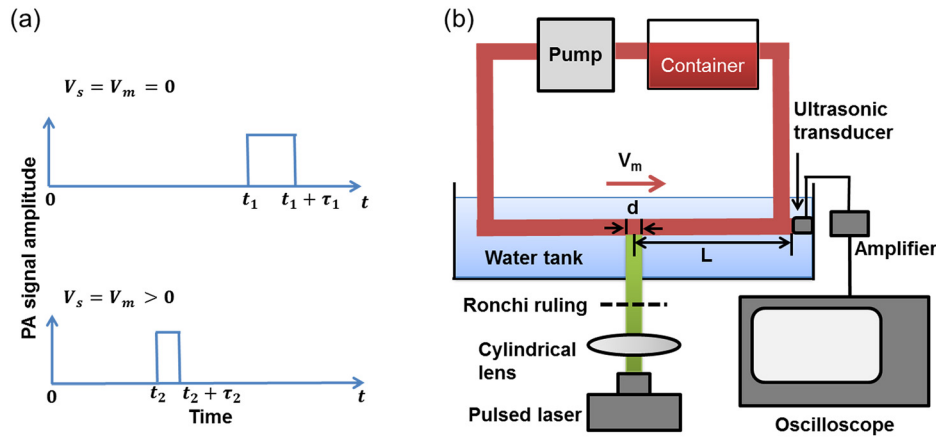 (a)
V_s = V_m = 0
0
t_1
t_1 + τ_1
t
PA signal amplitude
V_s = V_m > 0
0
t_2
t_2 + τ_2
t
Time
(b)
Pump
Container
Ultrasonic
transducer
V_m
d
L
Water tank
Amplifier
Ronchi ruling
Cylindrical
lens
Pulsed laser
Oscilloscope